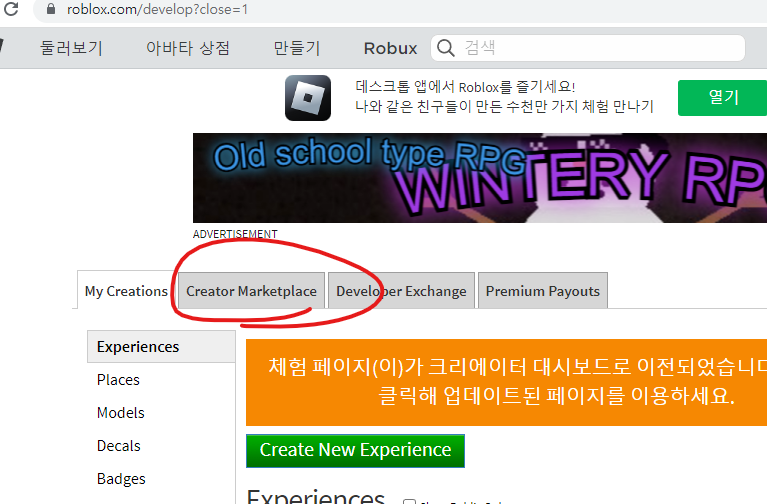 roblox.com/develop?close=1
둘러보기 아바타 상점 만들기 Robux 검색
데스크톱 앱에서 Roblox를 즐기세요!
나와 같은 친구들이 만든 수천만 가지 체험 만나기
열기
Old school type RPG
WINTERY RP
ADVERTISEMENT
My Creations Creator Marketplace Developer Exchange Premium Payouts
Experiences
Places
Models
Decals
Badges
체험 페이지(이)가 크리에이터 대시보드로 이전되었습니다
클릭해 업데이트된 페이지를 이용하세요.
Create New Experience
Experiences